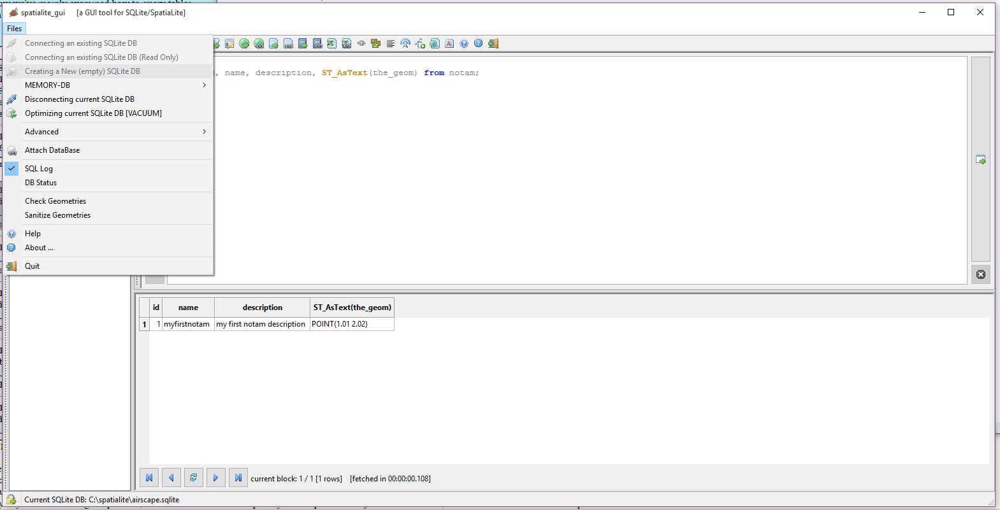 spatialite_gui [a GUI tool for SQLite/SpatiaLite]
Files
Connecting an existing SQLite DB
Connecting an existing SQLite DB (Read Only)
Creating a New (empty) SQLite DB
MEMORY-DB
Disconnecting current SQLite DB
Optimizing current SQLite DB [VACUUM]
Advanced
Attach DataBase
SQL Log
DB Status
Check Geometries
Sanitize Geometries
Help
About ...
Quit
, name, description, ST_AsText(the_geom) from notam;
id name description ST_AsText(the_geom)
1 1 myfirstnotam my first notam description POINT(1.01 2.02)
current block: 1 / 1 [1 rows] [fetched in 00:00:00.108]
Current SQLite DB: C:\spatialite\airscape.sqlite